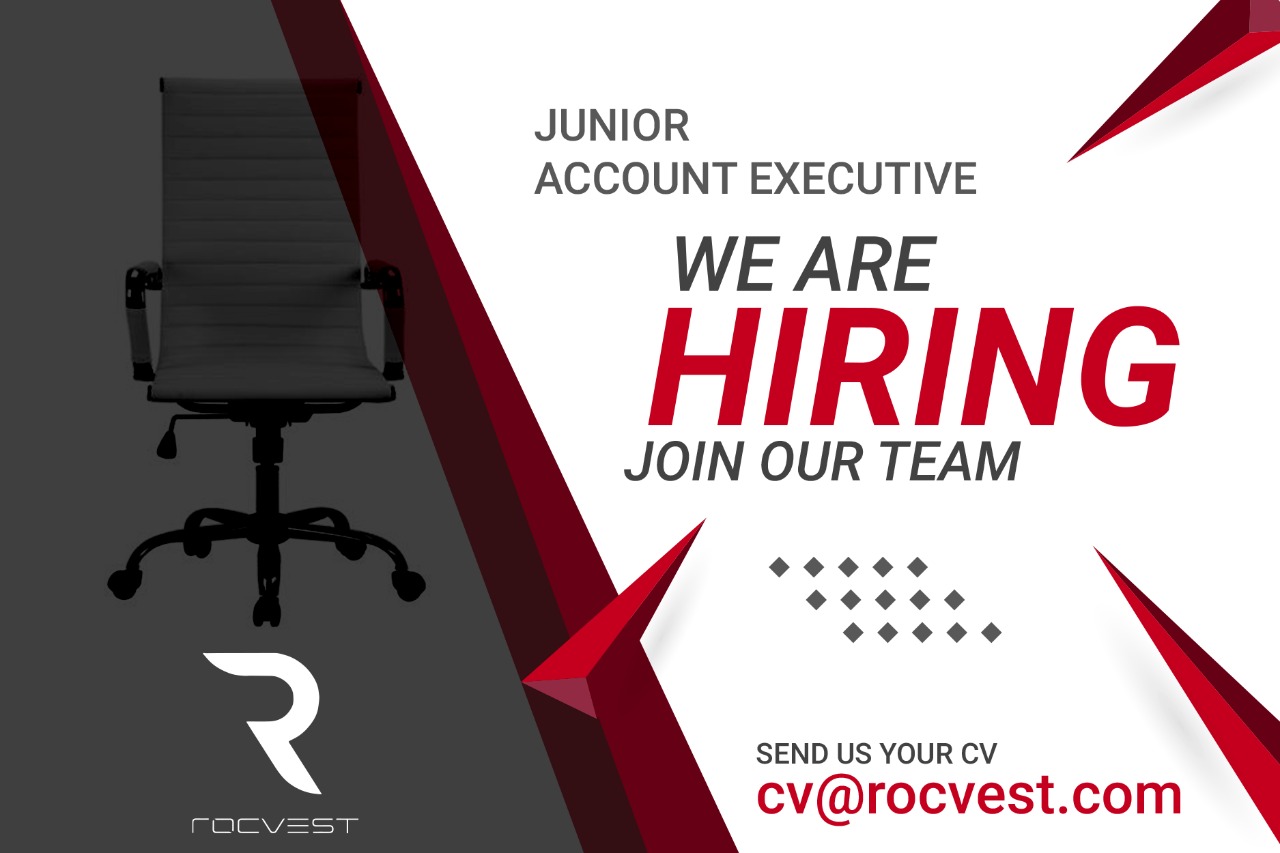 JUNIOR
ACCOUNT EXECUTIVE
WE ARE
HIRING
JOIN OUR TEAM
SEND US YOUR CV
cv@rocvest.com
R
ROCVEST